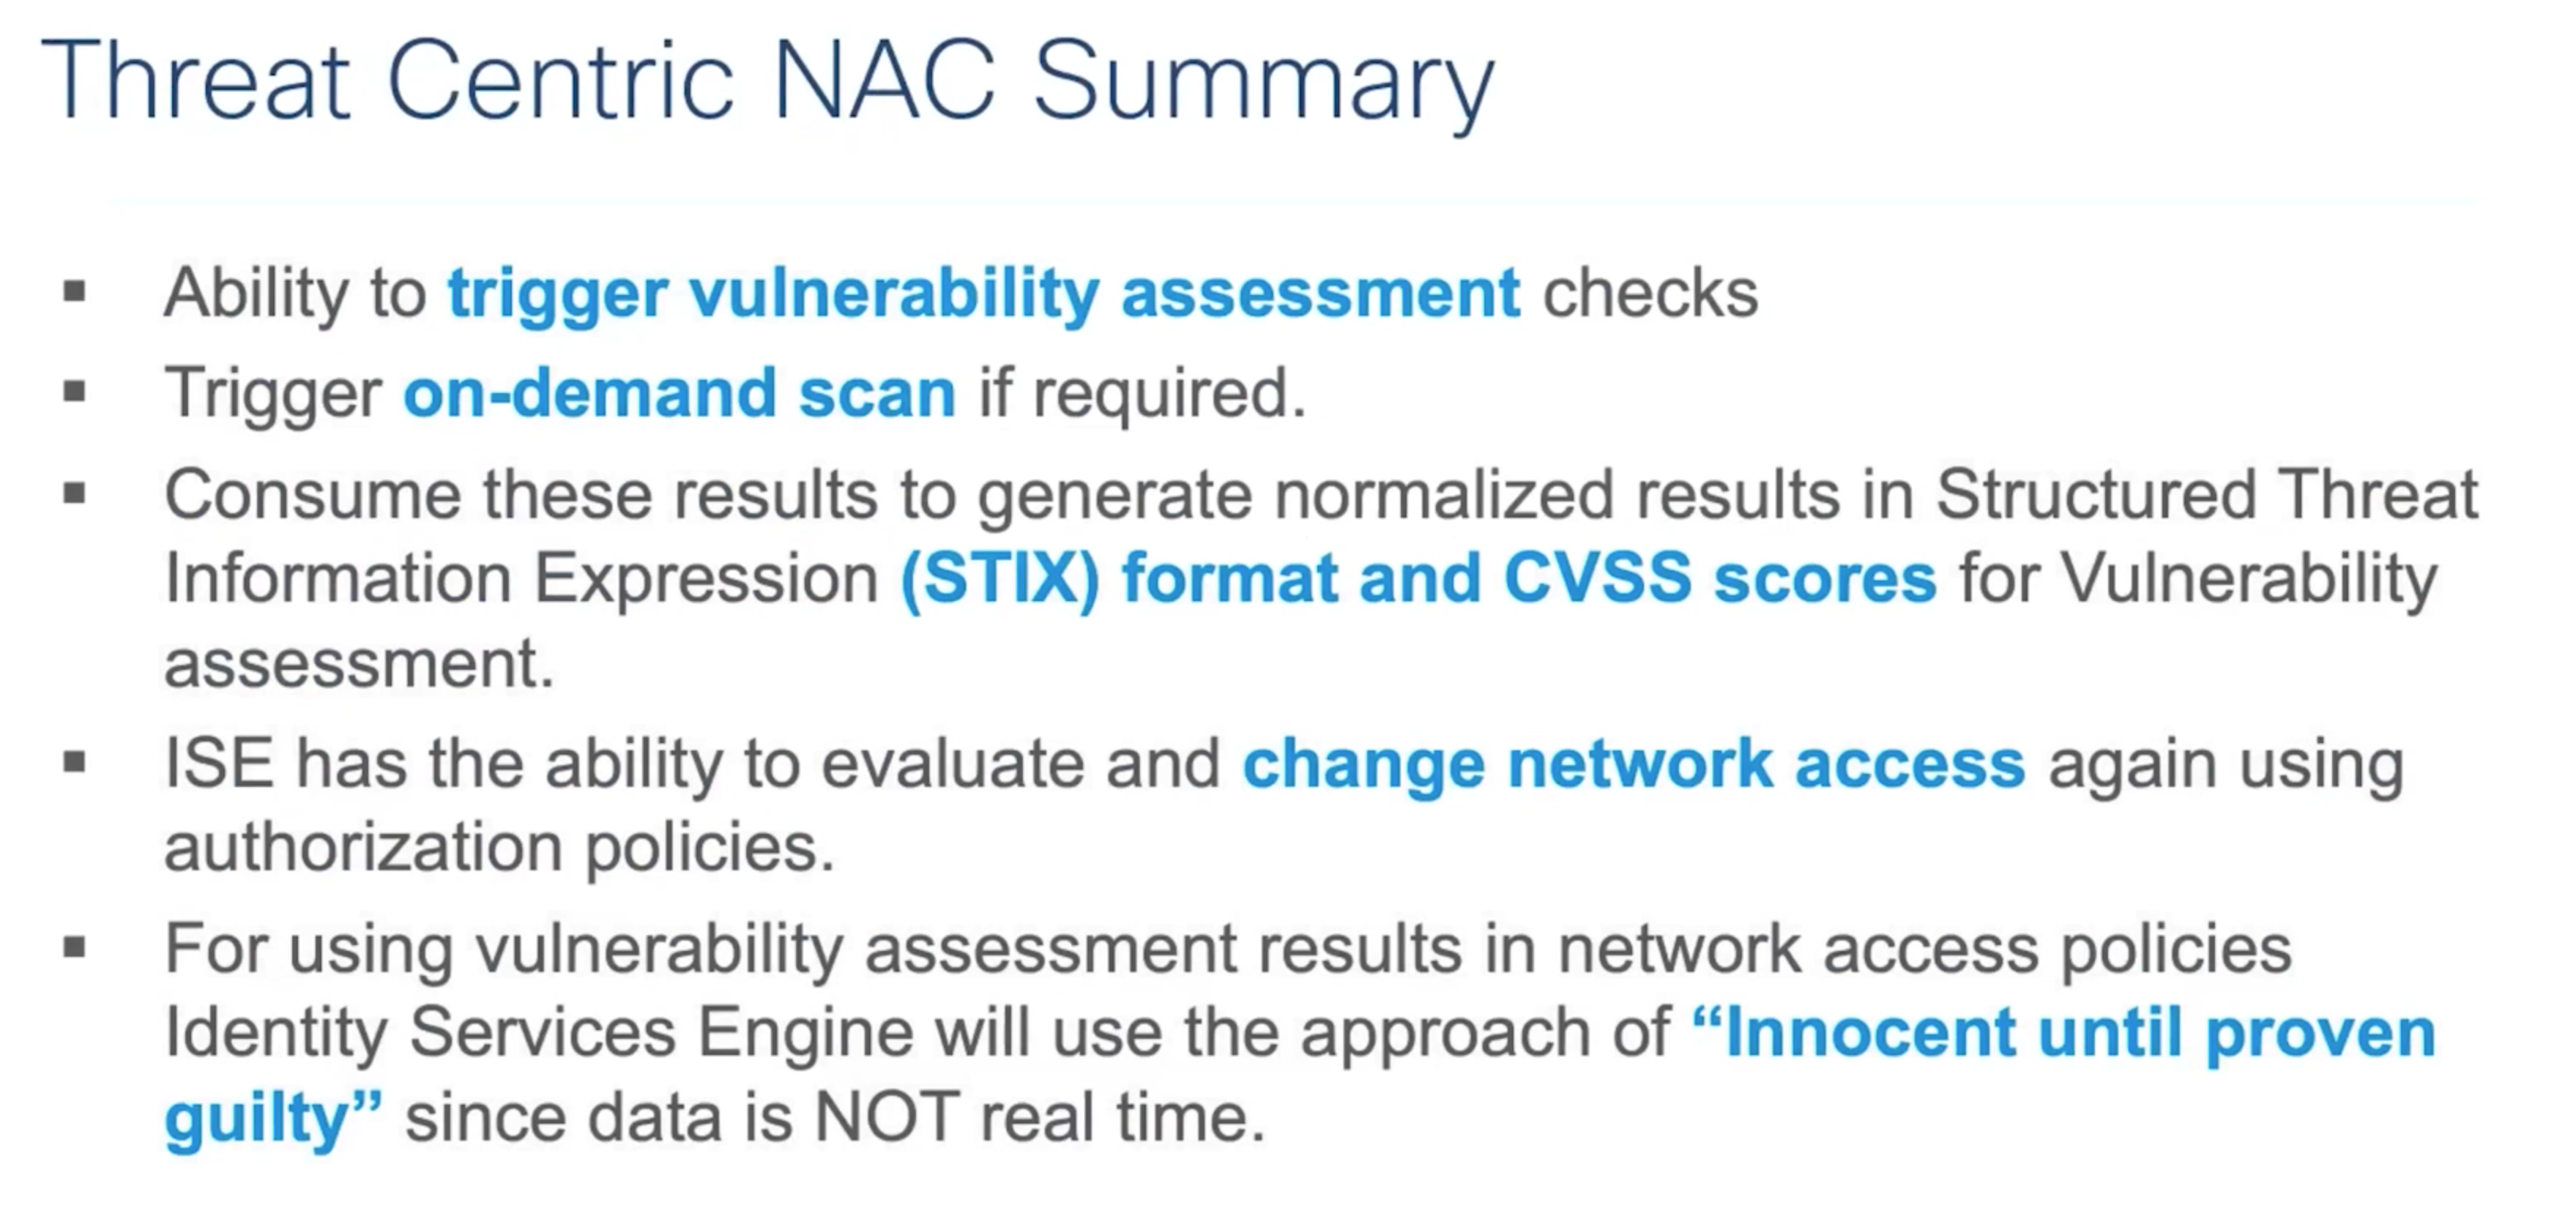 Threat Centric NAC Summary
▪ Ability to trigger vulnerability assessment checks
▪ Trigger on-demand scan if required.
▪ Consume these results to generate normalized results in Structured Threat
Information Expression (STIX) format and CVSS scores for Vulnerability
assessment.
▪ ISE has the ability to evaluate and change network access again using
authorization policies.
▪ For using vulnerability assessment results in network access policies
Identity Services Engine will use the approach of “Innocent until proven
guilty” since data is NOT real time.